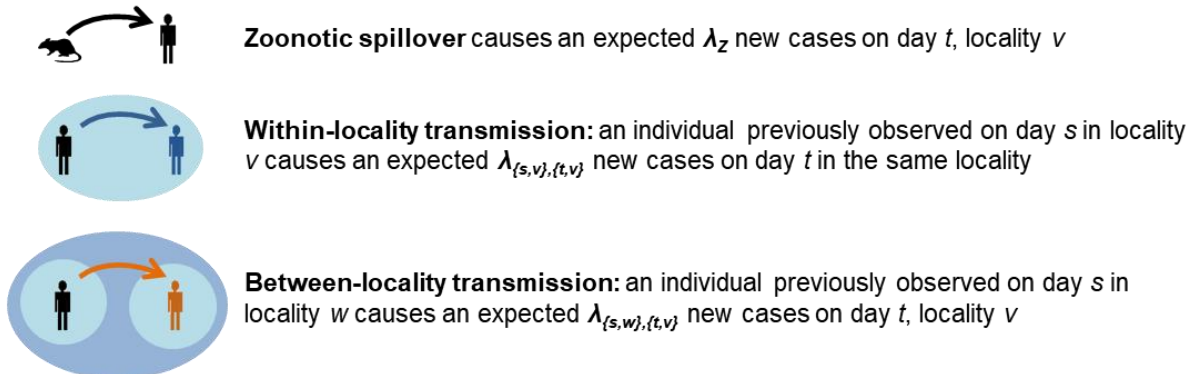 Zoonotic spillover causes an expected λZ new cases on day t, locality v
Within-locality transmission: an individual previously observed on day s in locality
v causes an expected λ{s,v},{t,v} new cases on day t in the same locality
Between-locality transmission: an individual previously observed on day s in
locality w causes an expected λ{s,w},{t,v} new cases on day t, locality v